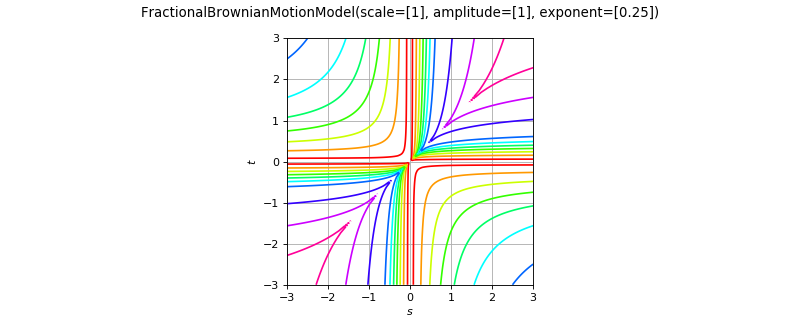 FractionalBrownianMotionModel(scale=[1], amplitude=[1], exponent=[0.25])
3
2
1
0
−1
−2
−3
t
−3 −2 −1 0 1 2 3
s